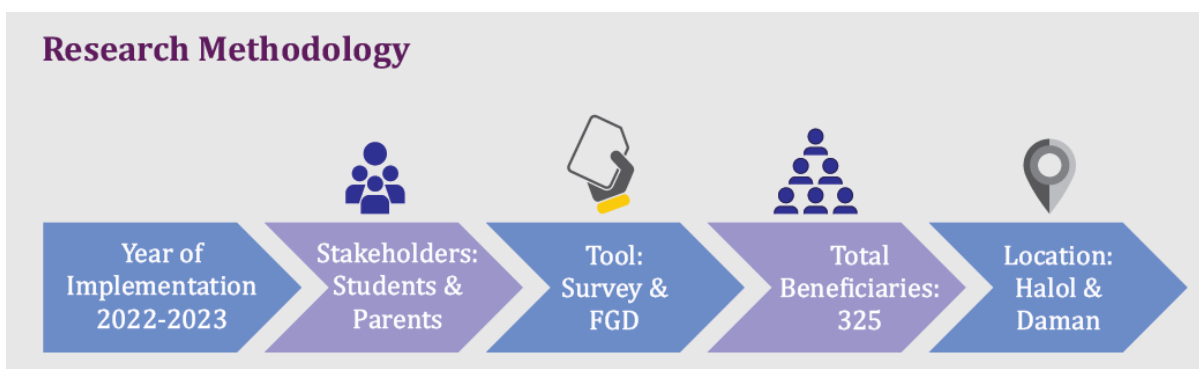 Research Methodology
Year of
Implementation
2022-2023
Stakeholders:
Students &
Parents
Tool:
Survey &
FGD
Total
Beneficiaries:
325
Location:
Halol &
Daman